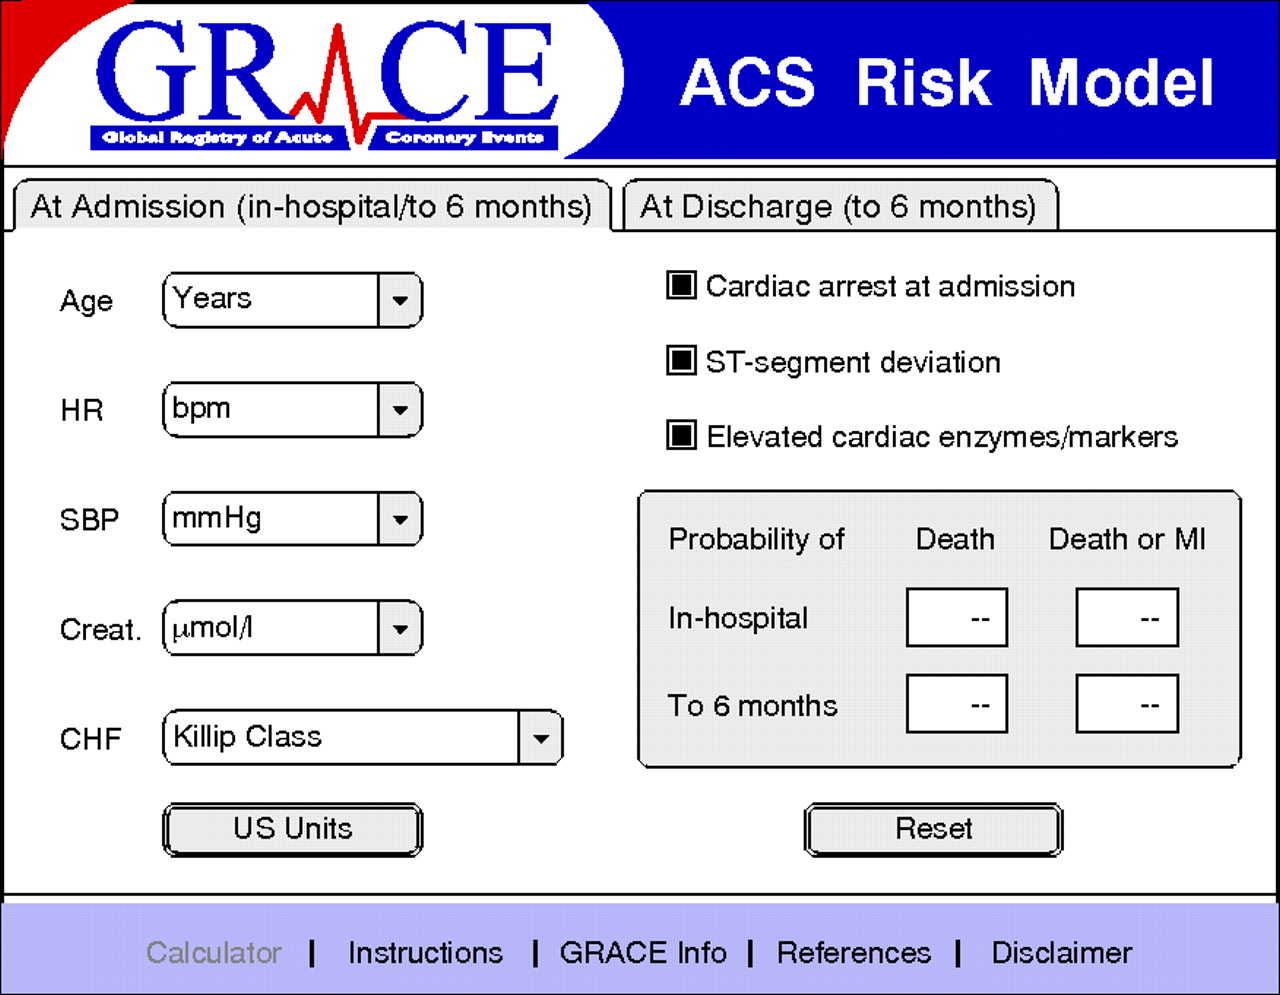 GRACE
Global Registry of Acute Coronary Events
ACS Risk Model
At Admission (in-hospital/to 6 months)
At Discharge (to 6 months)
Age Years
HR bpm
SBP mmHg
Creat. μmol/l
CHF Killip Class
US Units
Cardiac arrest at admission
ST-segment deviation
Elevated cardiac enzymes/markers
Probability of Death Death or MI
In-hospital -- --
To 6 months -- --
Reset
Calculator | Instructions | GRACE Info | References | Disclaimer